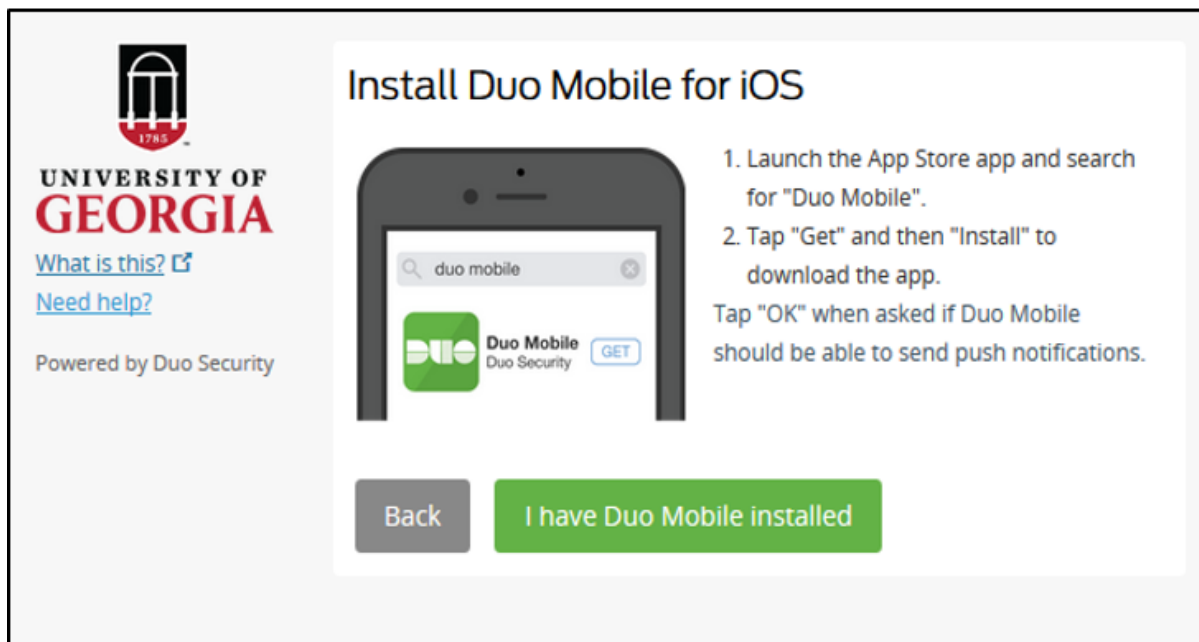 1785
UNIVERSITY OF
GEORGIA
What is this?
Need help?
Powered by Duo Security
Install Duo Mobile for iOS
duo mobile
DUO
Duo Mobile
Duo Security
GET
1. Launch the App Store app and search
for "Duo Mobile".
2. Tap "Get" and then "Install" to
download the app.
Tap "OK" when asked if Duo Mobile
should be able to send push notifications.
Back
I have Duo Mobile installed